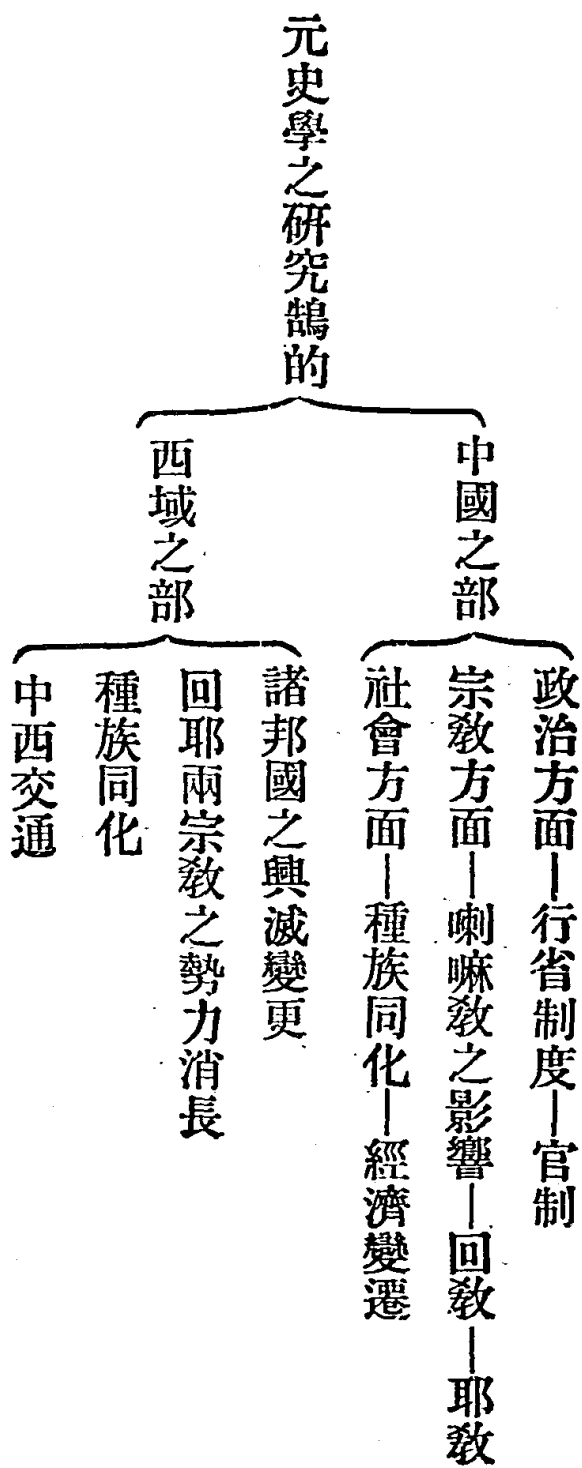 元史學之研究鵠的
中國之部
政治方面—行省制度—官制
宗教方面—喇嘛教之影響—回教—耶教
社會方面—種族同化—經濟變遷
西域之部
諸邦國之興滅變更
回耶兩宗教之勢力消長
種族同化
中西交通